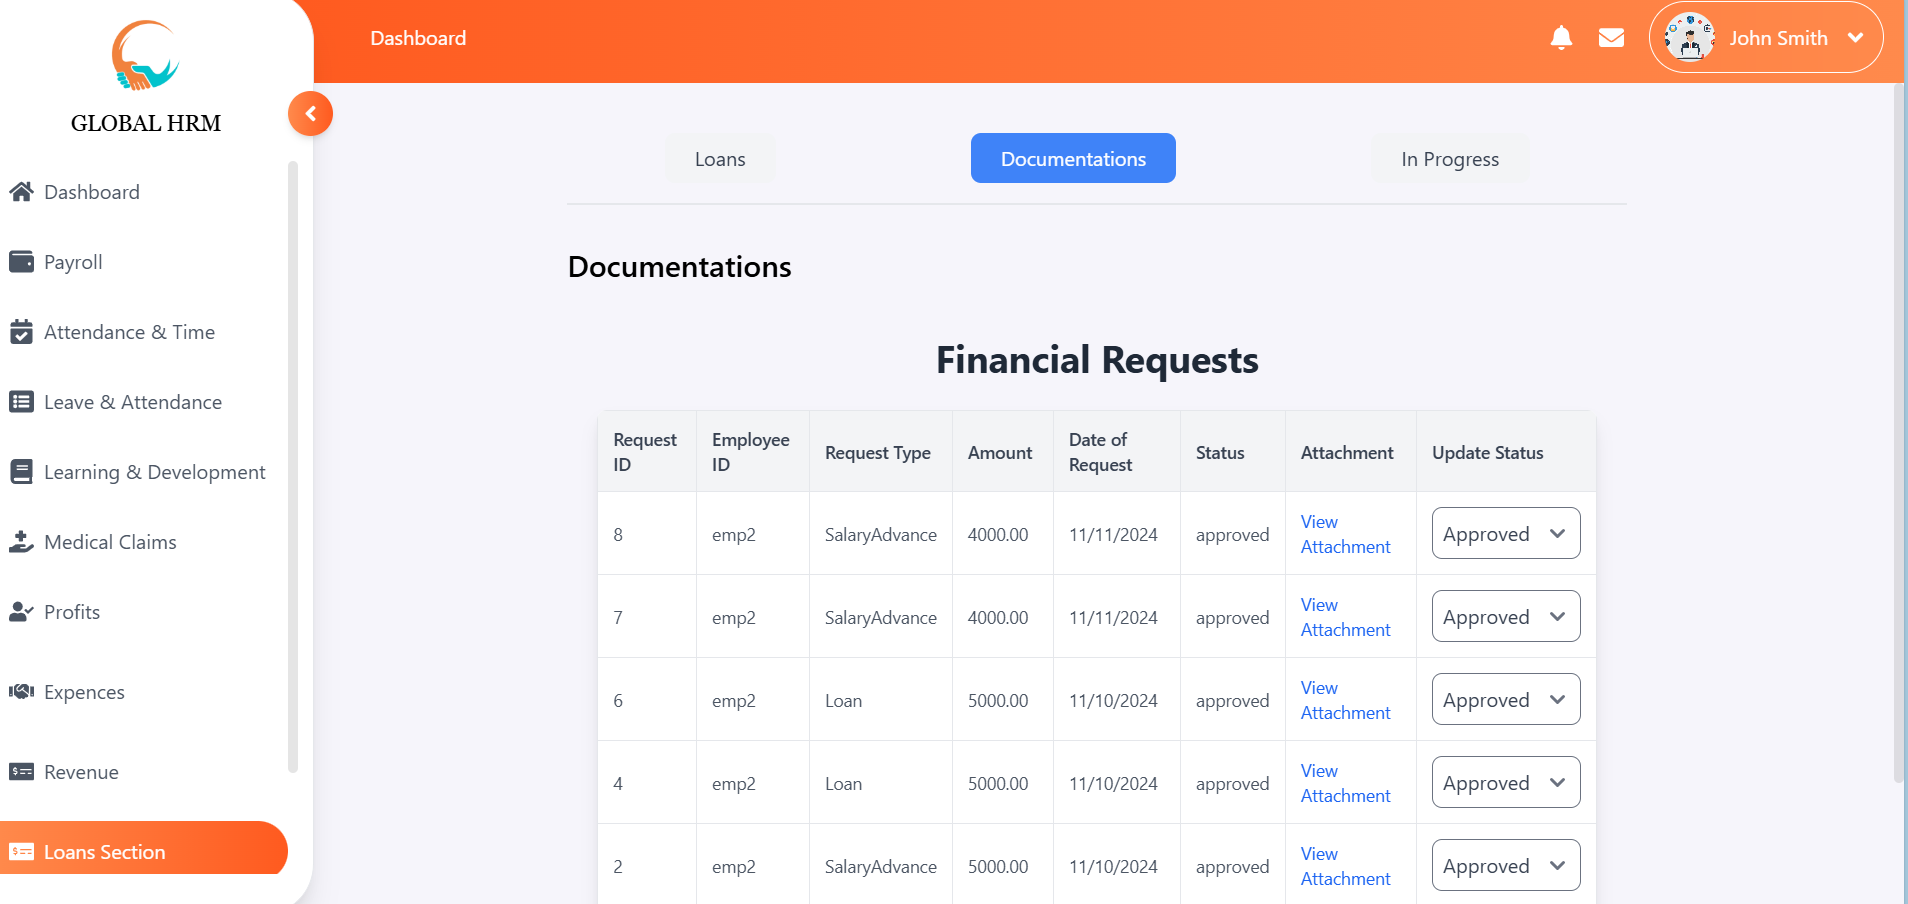 GLOBAL HRM
Dashboard
Payroll
Attendance & Time
Leave & Attendance
Learning & Development
Medical Claims
Profits
Expences
Revenue
Loans Section
Dashboard
John Smith
Loans
Documentations
In Progress
Documentations
Financial Requests
Request ID Employee ID Request Type Amount Date of Request Status Attachment Update Status
8 emp2 SalaryAdvance 4000.00 11/11/2024 approved View Attachment Approved
7 emp2 SalaryAdvance 4000.00 11/11/2024 approved View Attachment Approved
6 emp2 Loan 5000.00 11/10/2024 approved View Attachment Approved
4 emp2 Loan 5000.00 11/10/2024 approved View Attachment Approved
2 emp2 SalaryAdvance 5000.00 11/10/2024 approved View Attachment Approved